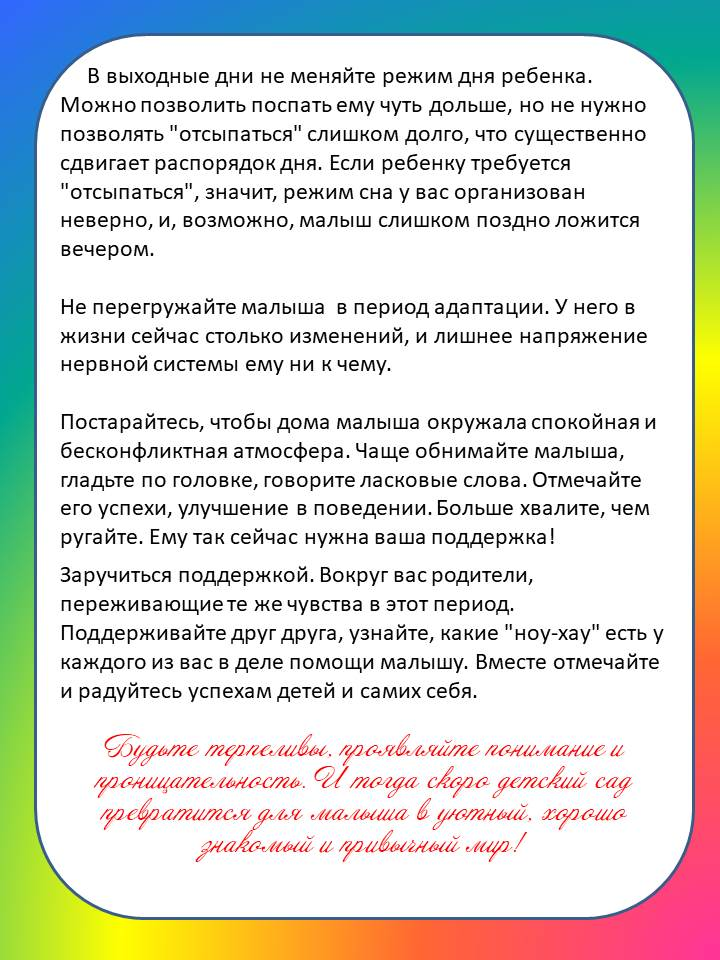 В выходные дни не меняйте режим дня ребенка.
Можно позволить поспать ему чуть дольше, но не нужно
позволять "отсыпаться" слишком долго, что существенно
сдвигает распорядок дня. Если ребенку требуется
"отсыпаться", значит, режим сна у вас организован
неверно, и, возможно, малыш слишком поздно ложится
вечером.
Не перегружайте малыша в период адаптации. У него в
жизни сейчас столько изменений, и лишнее напряжение
нервной системы ему ни к чему.
Постарайтесь, чтобы дома малыша окружала спокойная и
бесконфликтная атмосфера. Чаще обнимайте малыша,
гладьте по головке, говорите ласковые слова. Отмечайте
его успехи, улучшение в поведении. Больше хвалите, чем
ругайте. Ему так сейчас нужна ваша поддержка!
Заручиться поддержкой. Вокруг вас родители,
переживающие те же чувства в этот период.
Поддерживайте друг друга, узнайте, какие "ноу-хау" есть у
каждого из вас в деле помощи малышу. Вместе отмечайте
и радуйтесь успехам детей и самих себя.
Будьте терпеливы, проявляйте понимание и
проницательность. И тогда скоро детский сад
превратится для малыша в уютный, хорошо
знакомый и привычный мир!